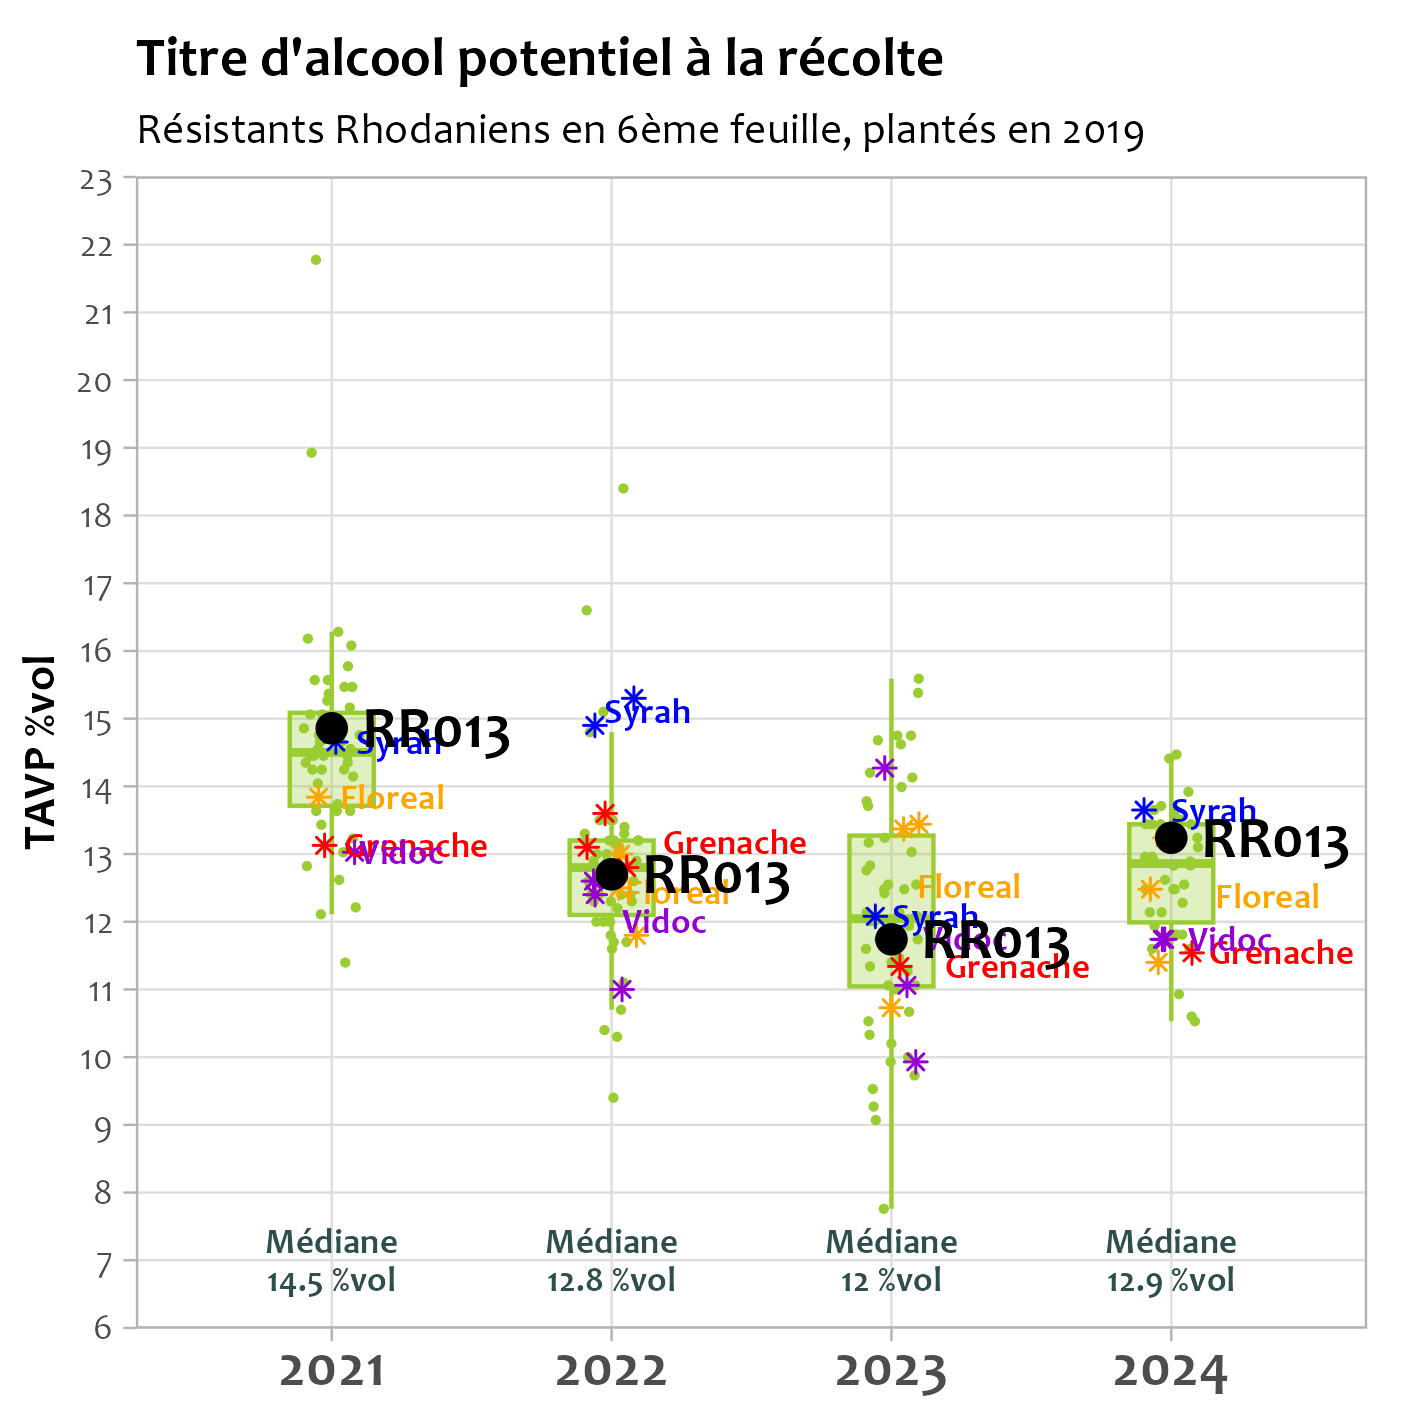 Titre d'alcool potentiel à la récolte
Résistants Rhodaniens en 6ème feuille, plantés en 2019
TAVP %vol
23
22
21
20
19
18
17
16
15
14
13
12
11
10
9
8
7
6
RR013
Syrah
Floreal
Grenache
Vidoc
Syrah
Grenache
RR013
Floreal
Vidoc
Floreal
Syrah
Vidoc
RR013
Grenache
Syrah
RR013
Floreal
Vidoc
Grenache
Médiane
14.5 %vol
Médiane
12.8 %vol
Médiane
12 %vol
Médiane
12.9 %vol
2021
2022
2023
2024